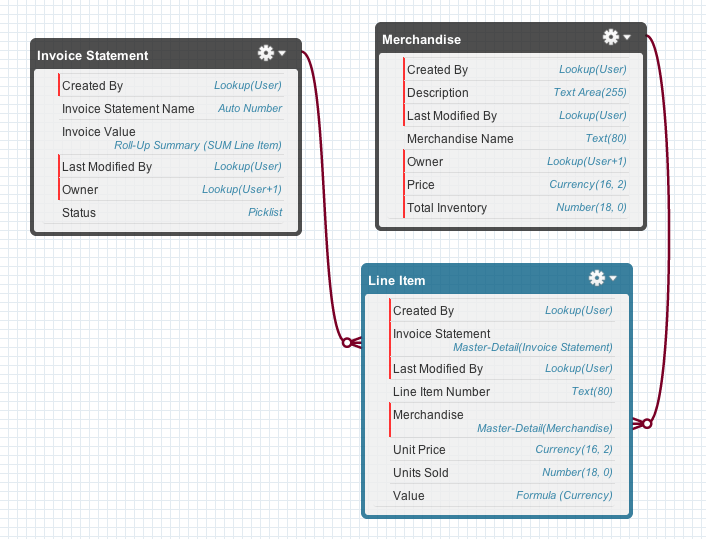 Invoice Statement
Created By Lookup(User)
Invoice Statement Name Auto Number
Invoice Value
Roll-Up Summary (SUM Line Item)
Last Modified By Lookup(User)
Owner Lookup(User+1)
Status Picklist
Merchandise
Created By Lookup(User)
Description Text Area(255)
Last Modified By Lookup(User)
Merchandise Name Text(80)
Owner Lookup(User+1)
Price Currency(16, 2)
Total Inventory Number(18, 0)
Line Item
Created By Lookup(User)
Invoice Statement
Master-Detail(Invoice Statement)
Last Modified By Lookup(User)
Line Item Number Text(80)
Merchandise
Master-Detail(Merchandise)
Unit Price Currency(16, 2)
Units Sold Number(18, 0)
Value Formula (Currency)